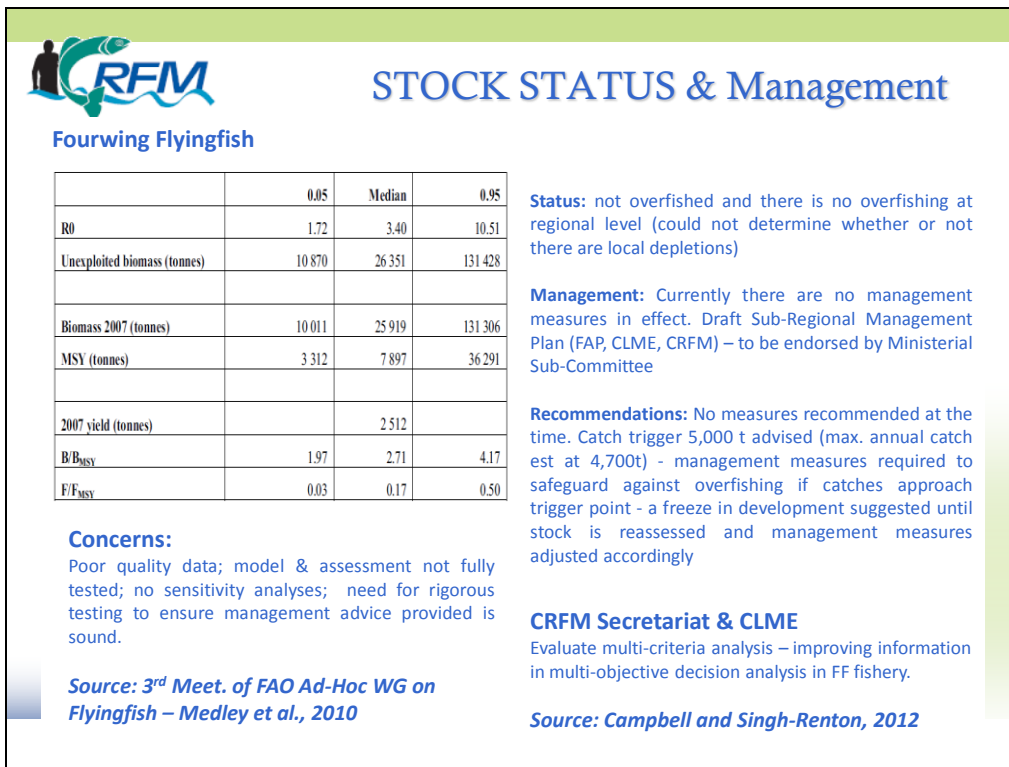 CRFM
STOCK STATUS & Management
Fourwing Flyingfish
0.05 Median 0.95
R0 1.72 3.40 10.51
Unexploited biomass (tonnes) 10 870 26 351 131 428
Biomass 2007 (tonnes) 10 011 25 919 131 306
MSY (tonnes) 3 312 7 897 36 291
2007 yield (tonnes) 2 512
B/BMSY 1.97 2.71 4.17
F/FMSY 0.03 0.17 0.50
Concerns:
Poor quality data; model & assessment not fully
tested; no sensitivity analyses; need for rigorous
testing to ensure management advice provided is
sound.
Source: 3rd Meet. of FAO Ad-Hoc WG on
Flyingfish – Medley et al., 2010
Status: not overfished and there is no overfishing at
regional level (could not determine whether or not
there are local depletions)
Management: Currently there are no management
measures in effect. Draft Sub-Regional Management
Plan (FAP, CLME, CRFM) – to be endorsed by Ministerial
Sub-Committee
Recommendations: No measures recommended at the
time. Catch trigger 5,000 t advised (max. annual catch
est at 4,700t) - management measures required to
safeguard against overfishing if catches approach
trigger point - a freeze in development suggested until
stock is reassessed and management measures
adjusted accordingly
CRFM Secretariat & CLME
Evaluate multi-criteria analysis – improving information
in multi-objective decision analysis in FF fishery.
Source: Campbell and Singh-Renton, 2012